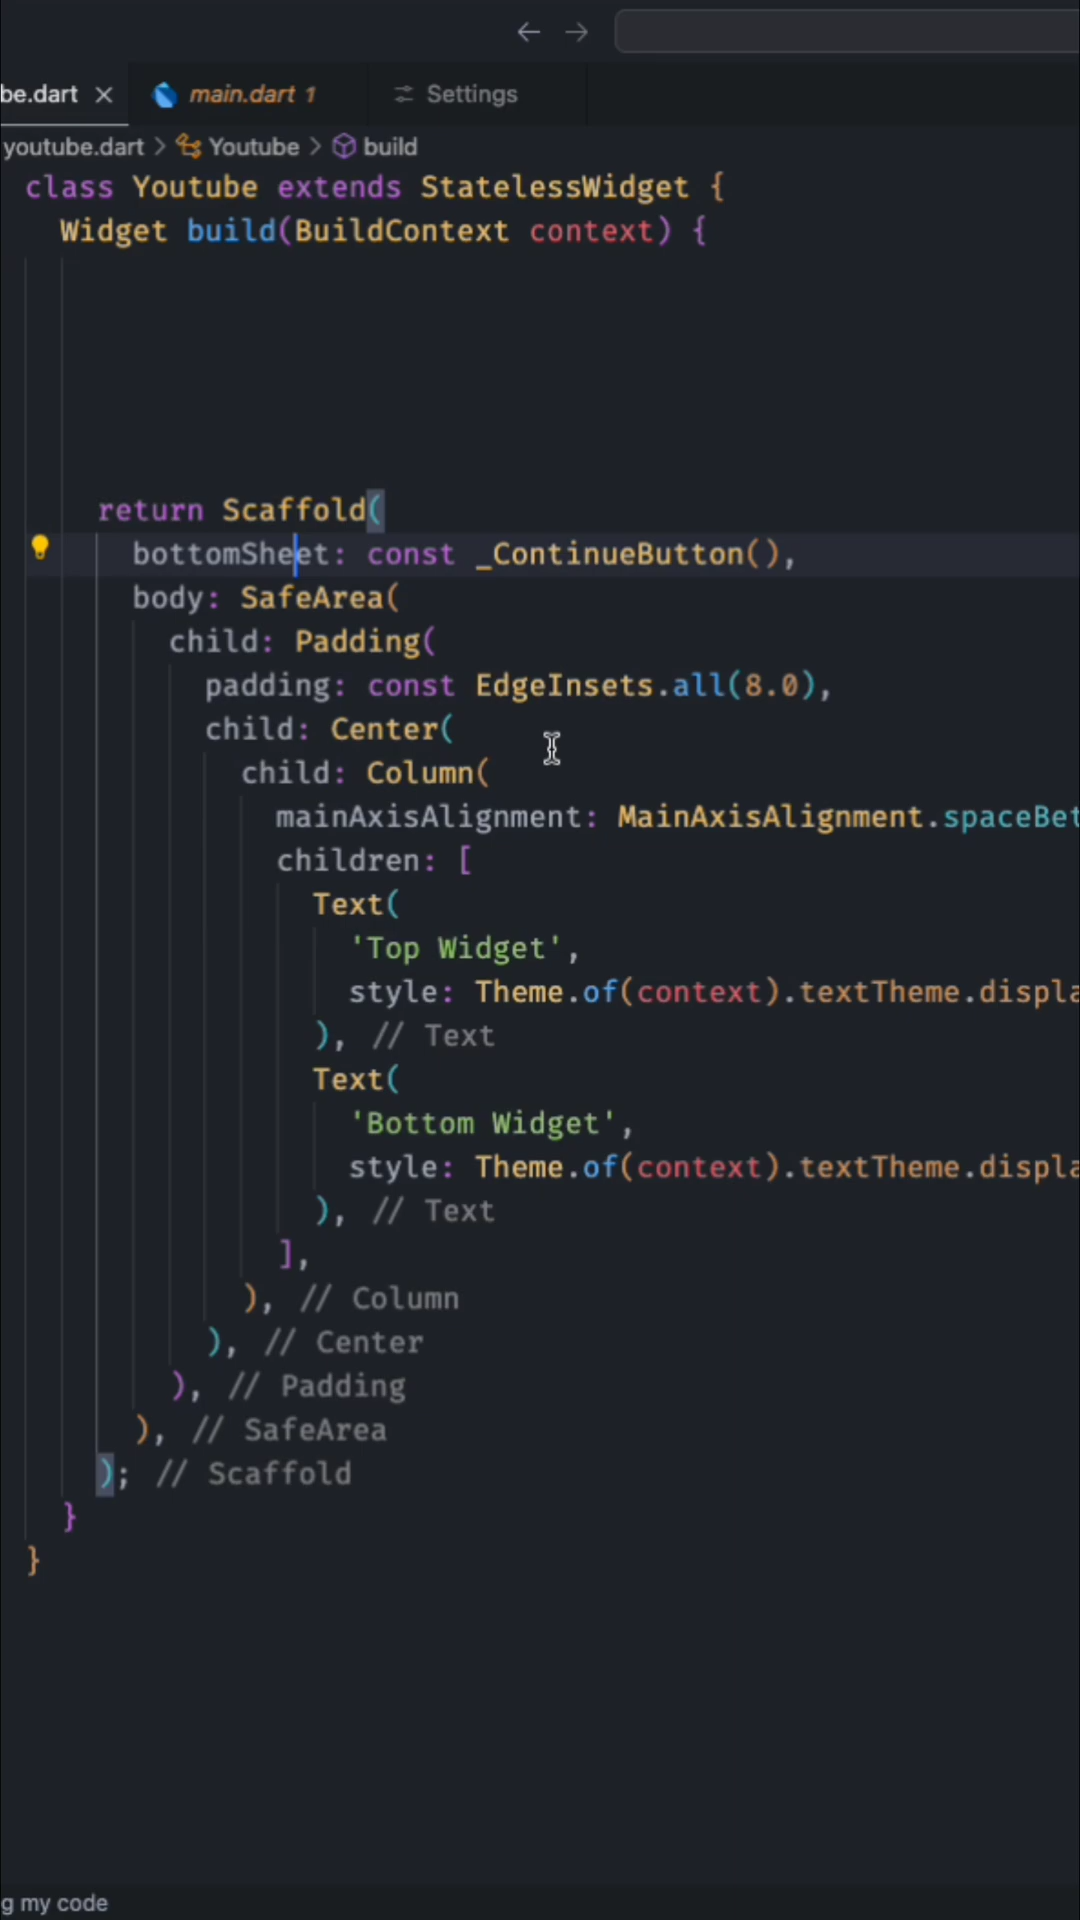 be.dart
main.dart 1
Settings
youtube.dart > Youtube > build
class Youtube extends StatelessWidget {
Widget build(BuildContext context) {
return Scaffold(
bottomSheet: const _ContinueButton(),
body: SafeArea(
child: Padding(
padding: const EdgeInsets.all(8.0),
child: Center(
child: Column(
mainAxisAlignment: MainAxisAlignment.spaceBet
children: [
Text(
'Top Widget',
style: Theme.of(context).textTheme.displa
), // Text
Text(
'Bottom Widget',
style: Theme.of(context).textTheme.displa
), // Text
],
), // Column
), // Center
), // Padding
), // SafeArea
); // Scaffold
}
}
g my code